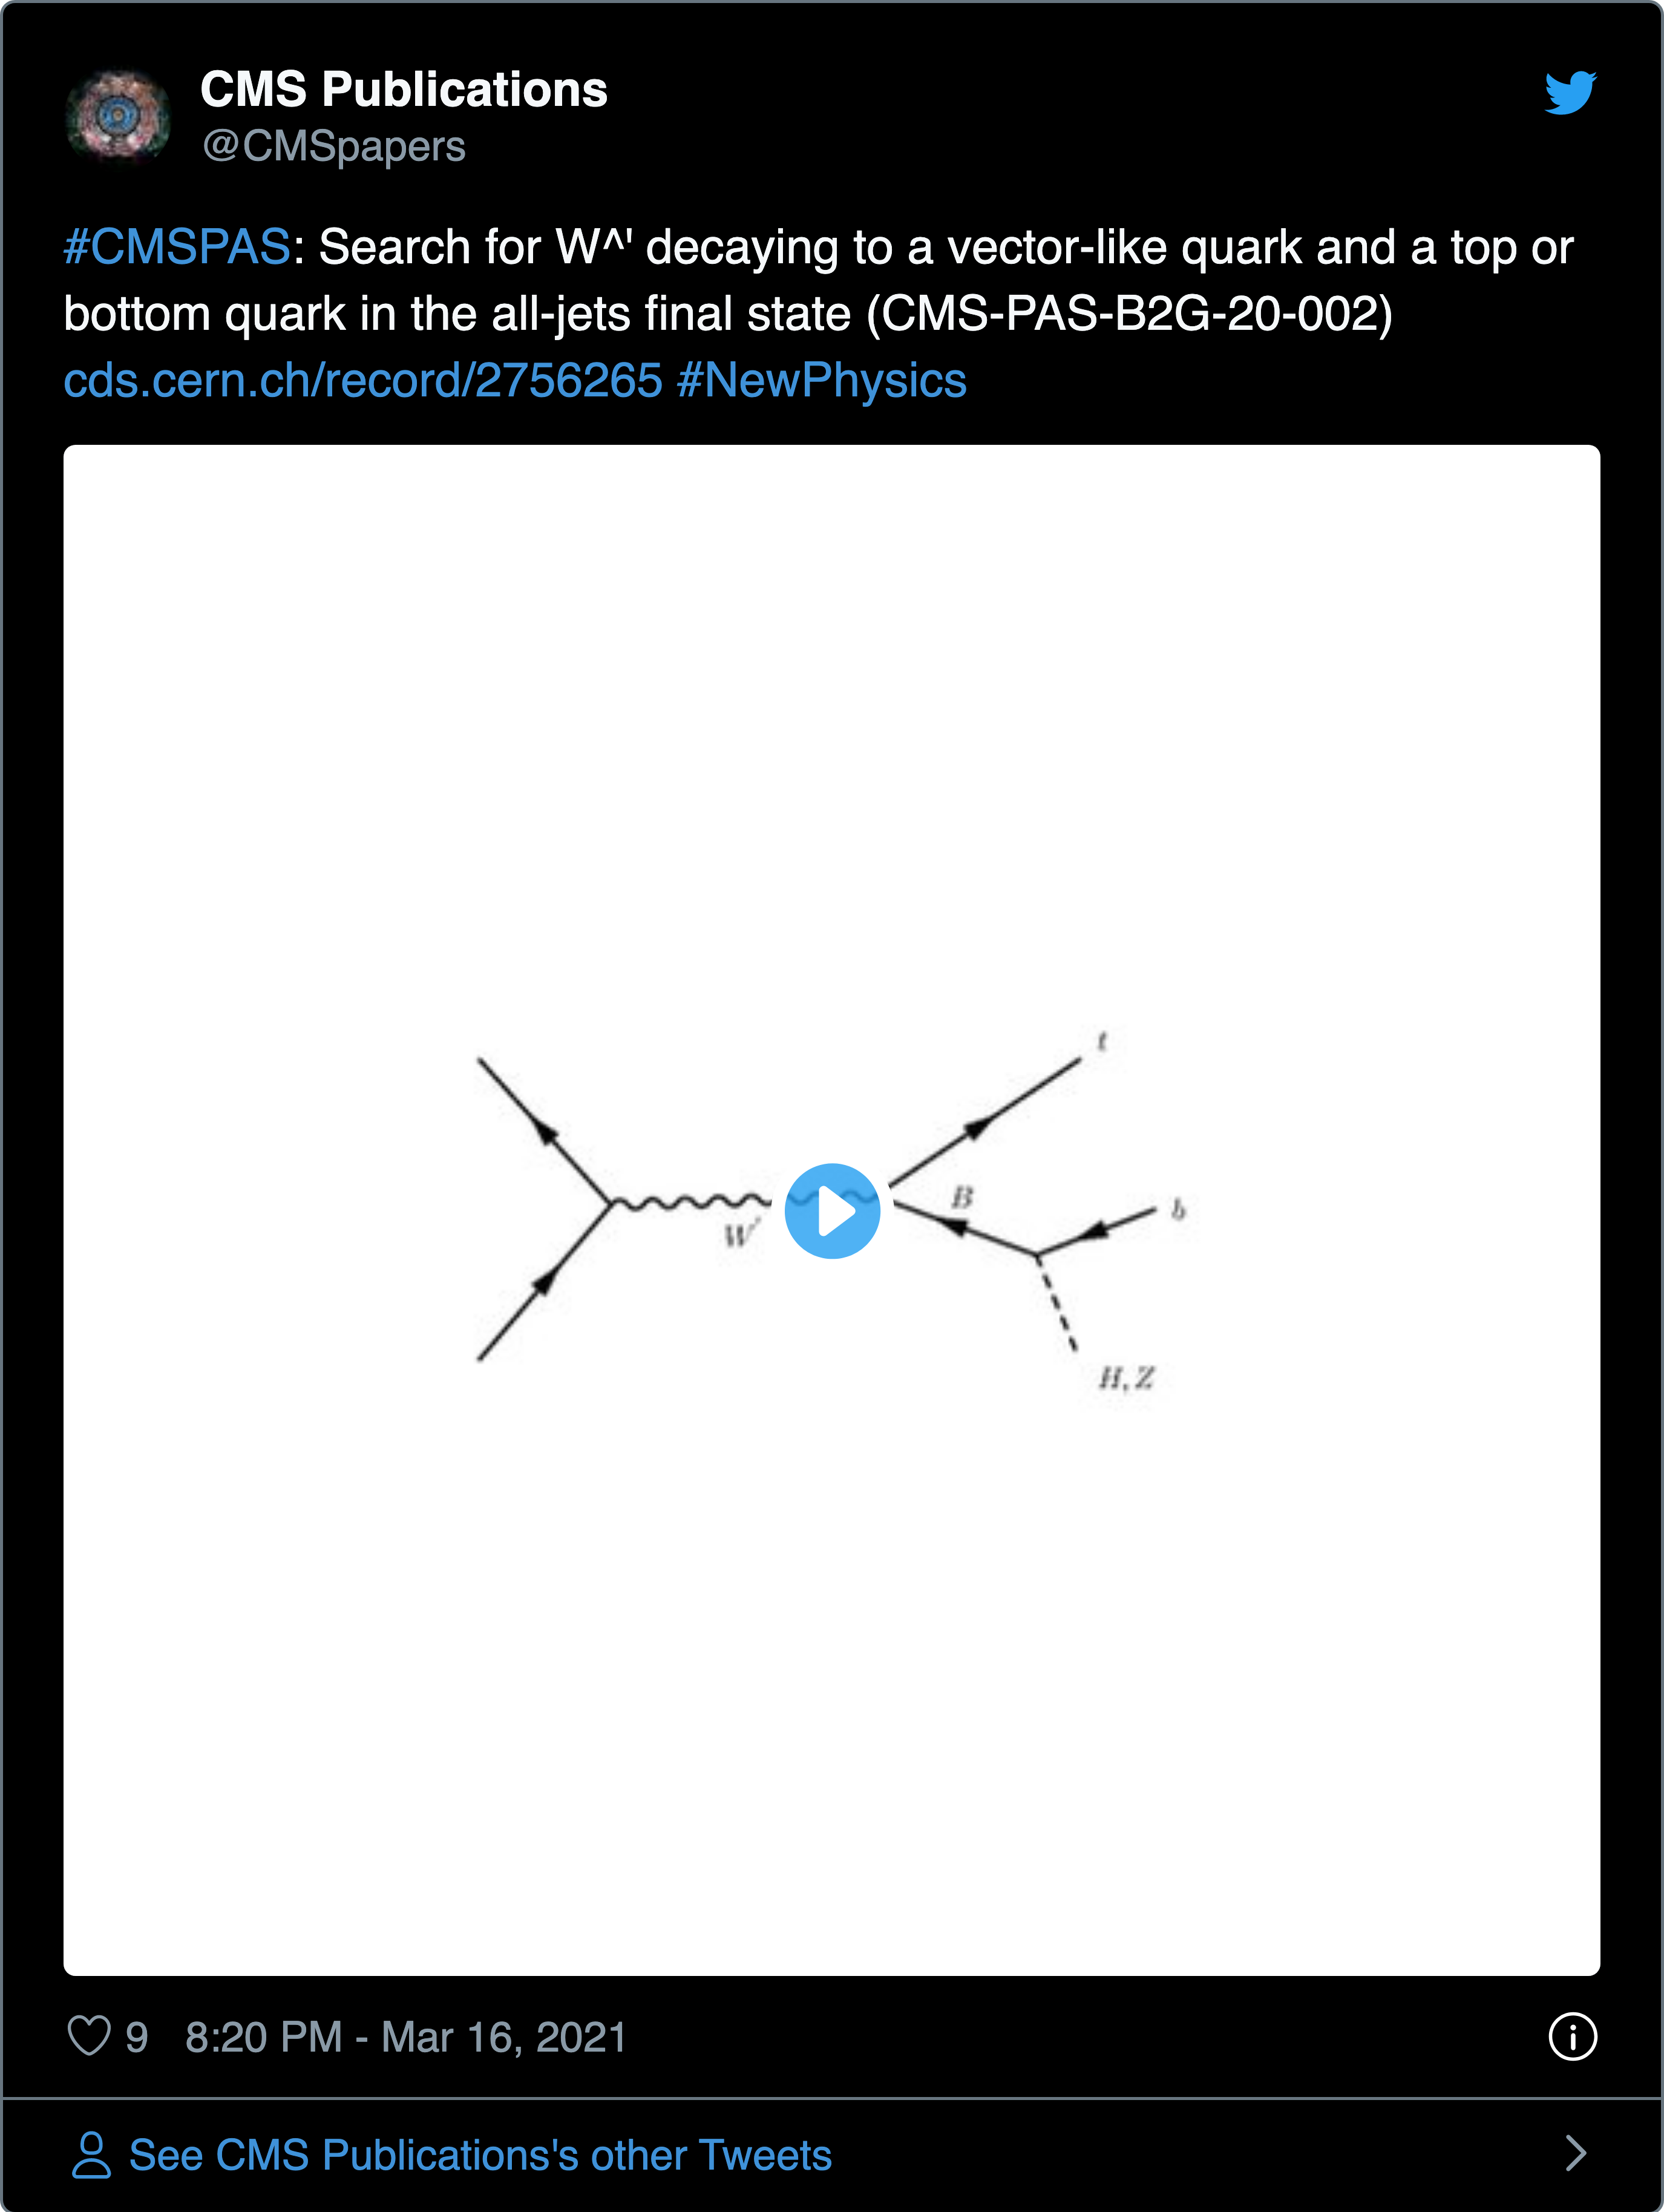 CMS Publications
@CMSpapers
#CMSPAS: Search for W^' decaying to a vector-like quark and a top or
bottom quark in the all-jets final state (CMS-PAS-B2G-20-002)
cds.cern.ch/record/2756265 #NewPhysics
t
B
b
W'
H, Z
9 8:20 PM - Mar 16, 2021
See CMS Publications's other Tweets